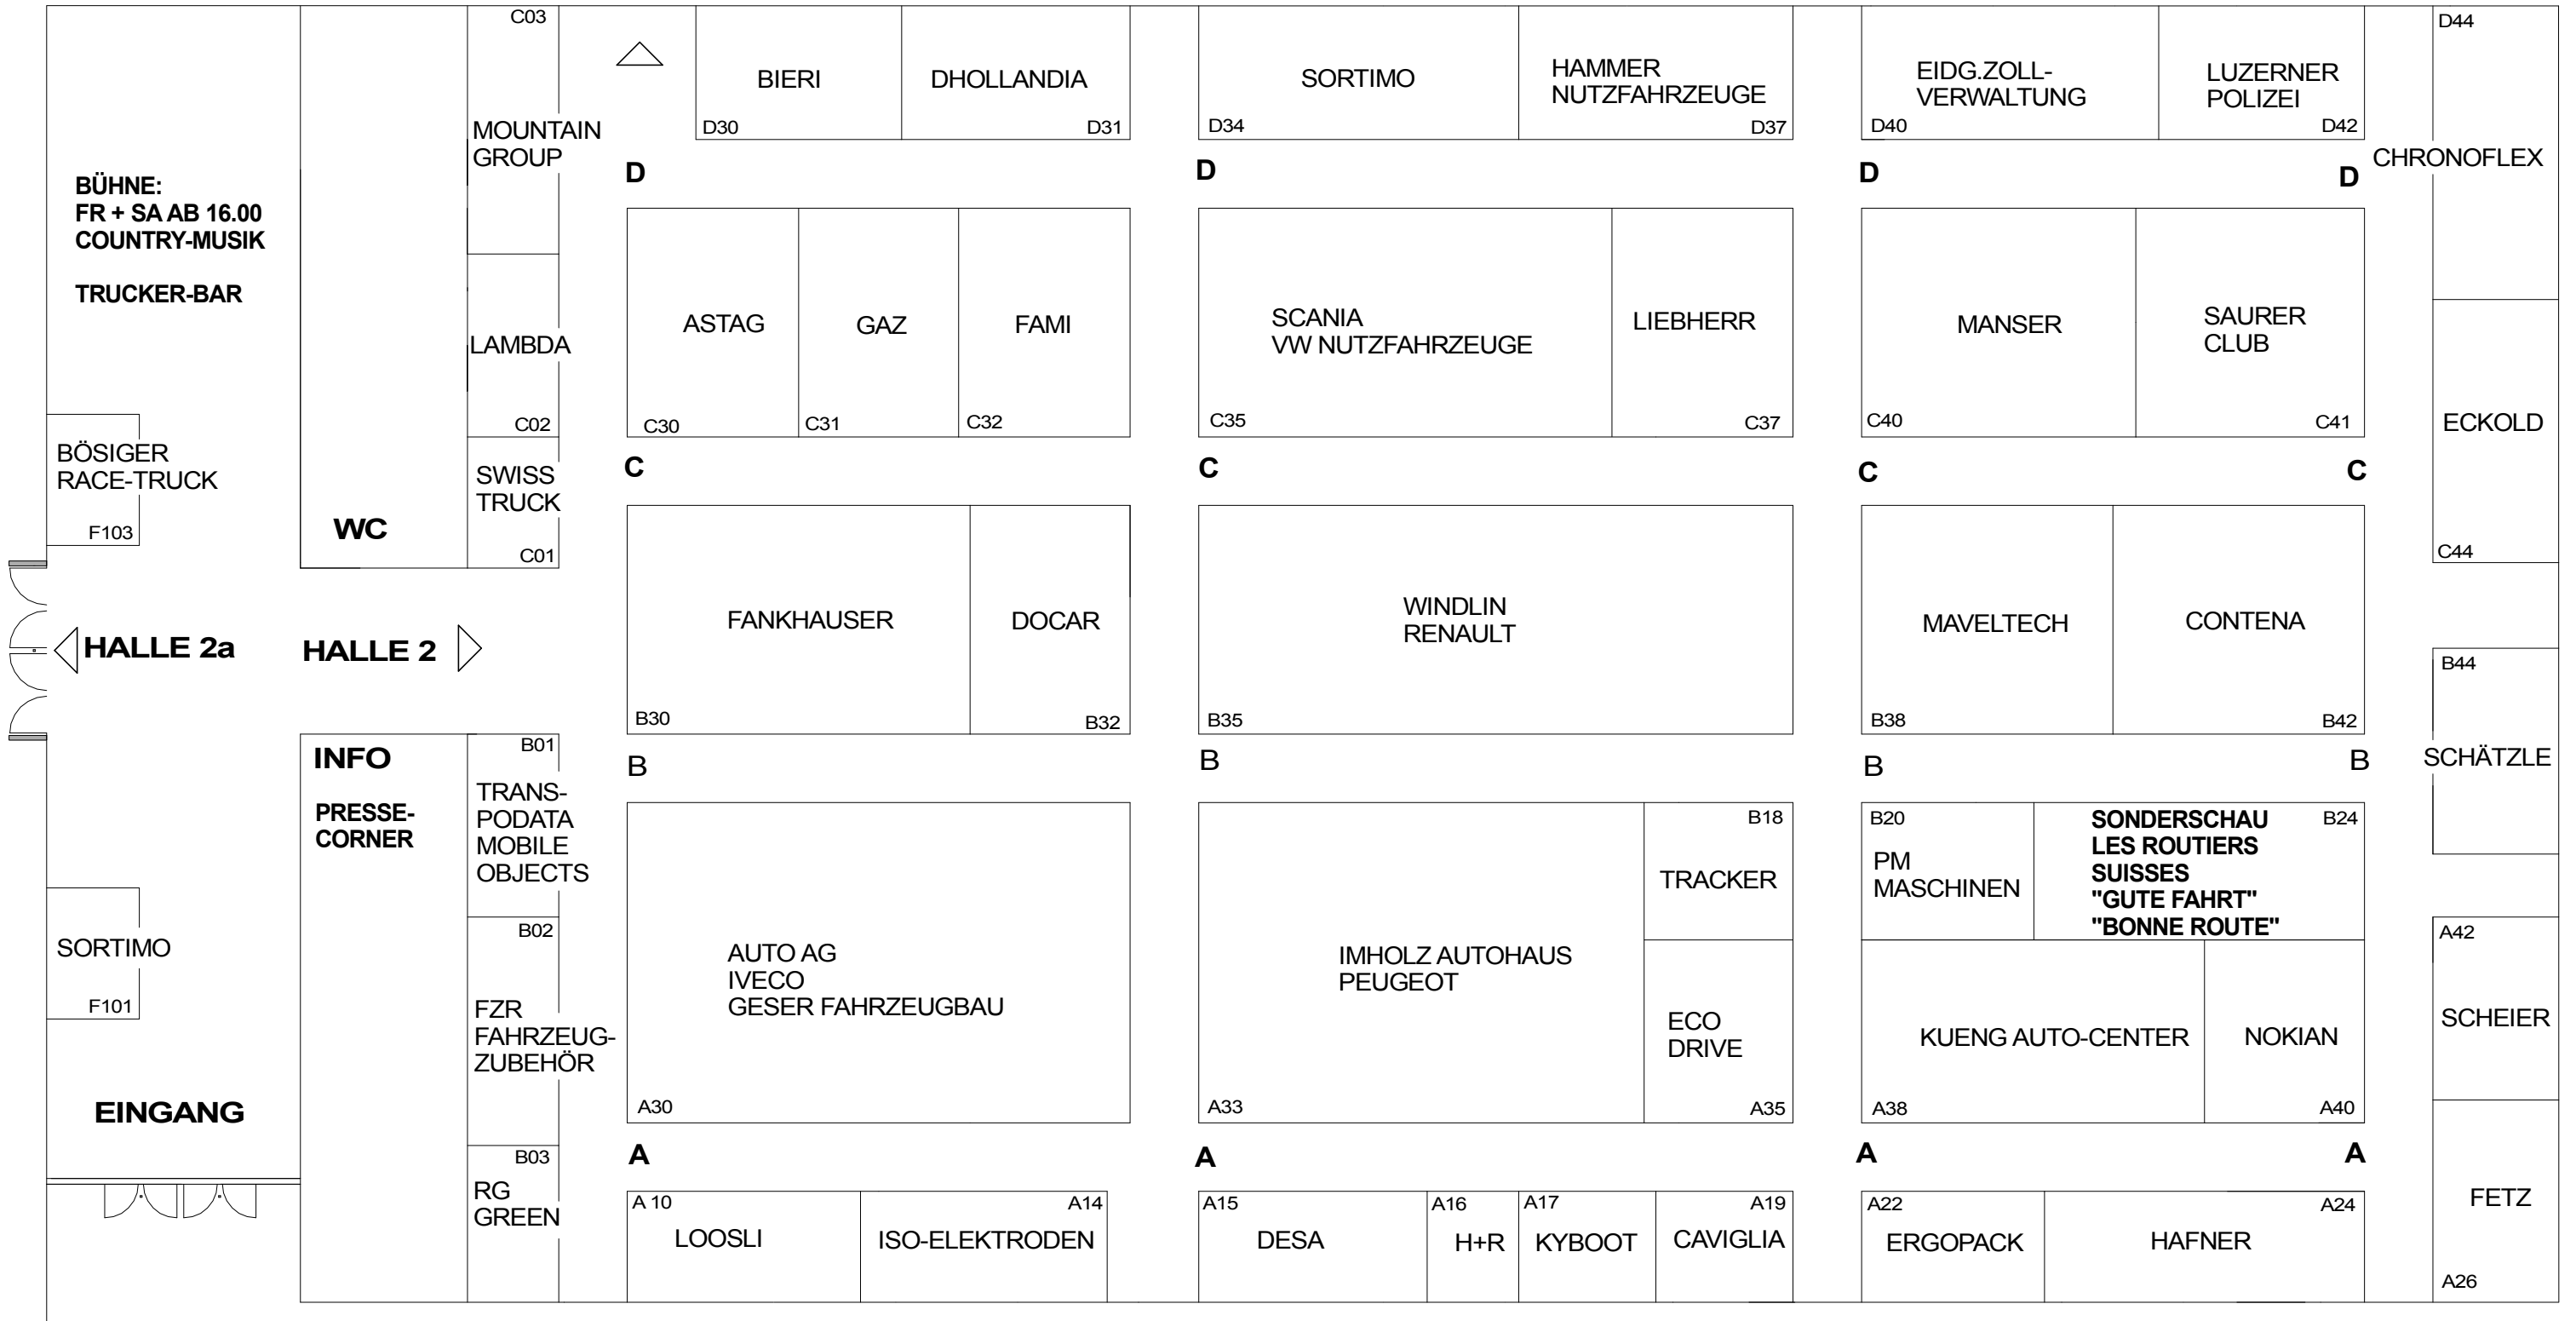 C03
BIERI
D30
DHOLLANDIA
D31
SORTIMO
D34
HAMMER
NUTZFAHRZEUGE
D37
EIDG.ZOLL-
VERWALTUNG
D40
LUZERNER
POLIZEI
D42
D44
CHRONOFLEX
MOUNTAIN
GROUP
D
D
D
D
BÜHNE:
FR + SA AB 16.00
COUNTRY-MUSIK
TRUCKER-BAR
LAMBDA
C02
ASTAG
C30
GAZ
C31
FAMI
C32
SCANIA
VW NUTZFAHRZEUGE
C35
LIEBHERR
C37
MANSER
C40
SAURER
CLUB
C41
ECKOLD
C44
BÖSIGER
RACE-TRUCK
F103
WC
SWISS
TRUCK
C01
C
C
C
C
HALLE 2a
HALLE 2
FANKHAUSER
B30
DOCAR
B32
WINDLIN
RENAULT
B35
MAVELTECH
B38
CONTENA
B42
B44
SCHÄTZLE
INFO
PRESSE-
CORNER
B01
TRANS-
PODATA
MOBILE
OBJECTS
B
B
B
B
SORTIMO
F101
B02
FZR
FAHRZEUG-
ZUBEHÖR
AUTO AG
IVECO
GESER FAHRZEUGBAU
A30
IMHOLZ AUTOHAUS
PEUGEOT
A33
B18
TRACKER
ECO
DRIVE
A35
B20
PM
MASCHINEN
SONDERSCHAU
LES ROUTIERS
SUISSES
"GUTE FAHRT"
"BONNE ROUTE"
B24
KUENG AUTO-CENTER
A38
NOKIAN
A40
A42
SCHEIER
EINGANG
B03
RG
GREEN
A
A
A
A
A 10
LOOSLI
A14
ISO-ELEKTRODEN
A15
DESA
A16
H+R
A17
KYBOOT
A19
CAVIGLIA
A22
ERGOPACK
A24
HAFNER
FETZ
A26